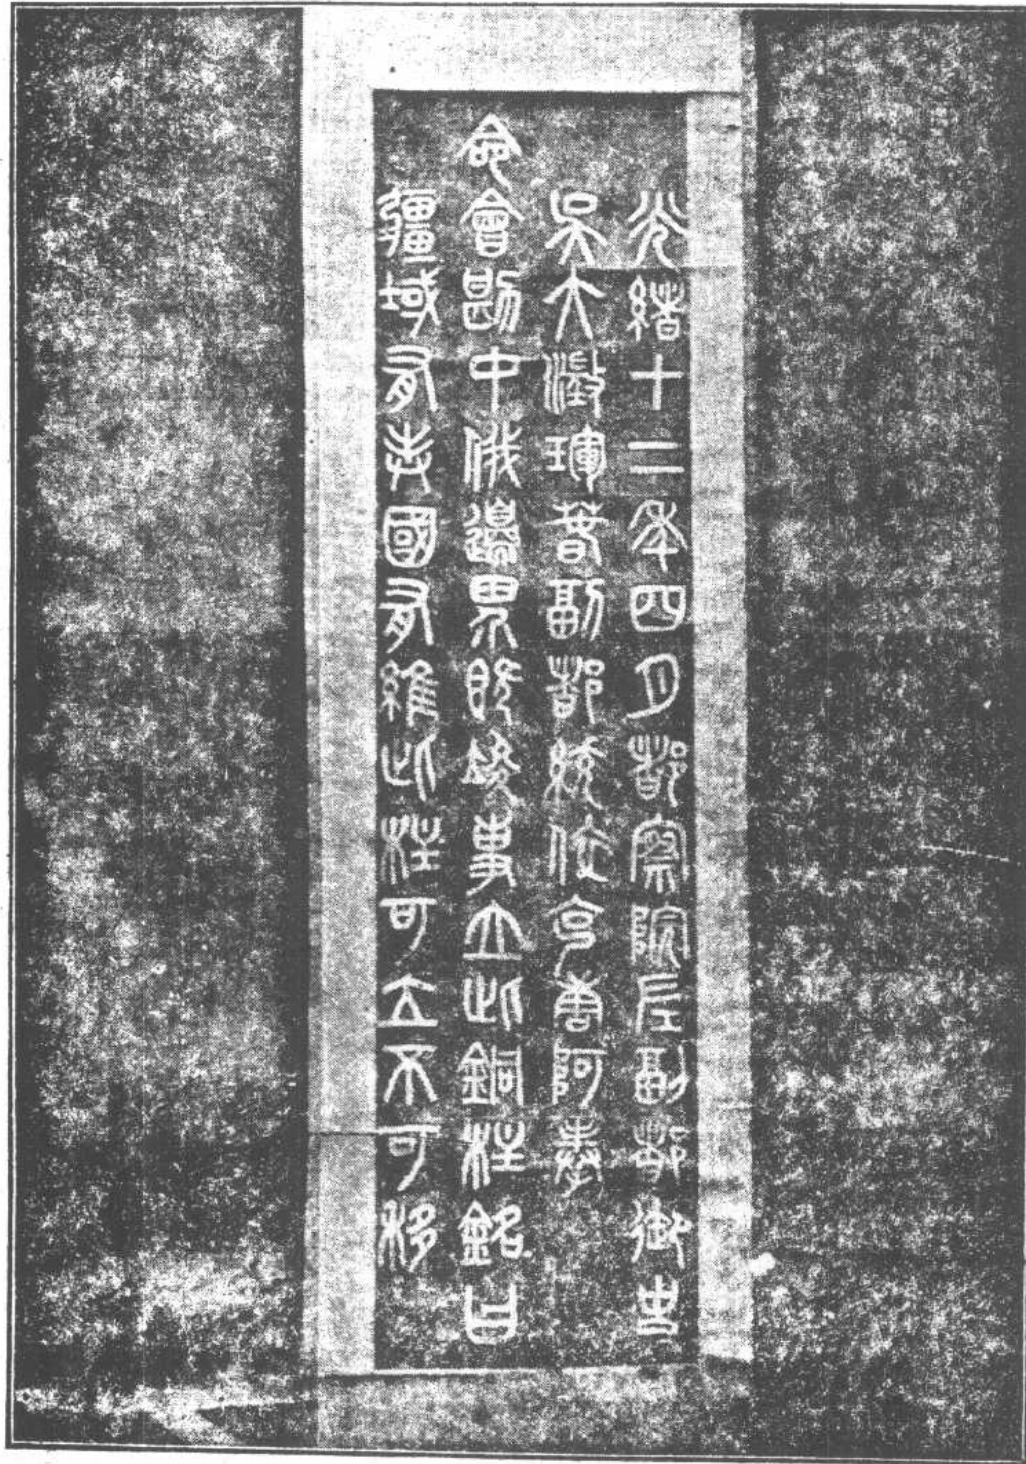 光緒十二年四月都察院左副都御史
吳大澂琿春副都統依克唐阿奉
命會勘中俄邊界既竣事立此銅柱銘曰
疆域有表國有維此柱可立不可移